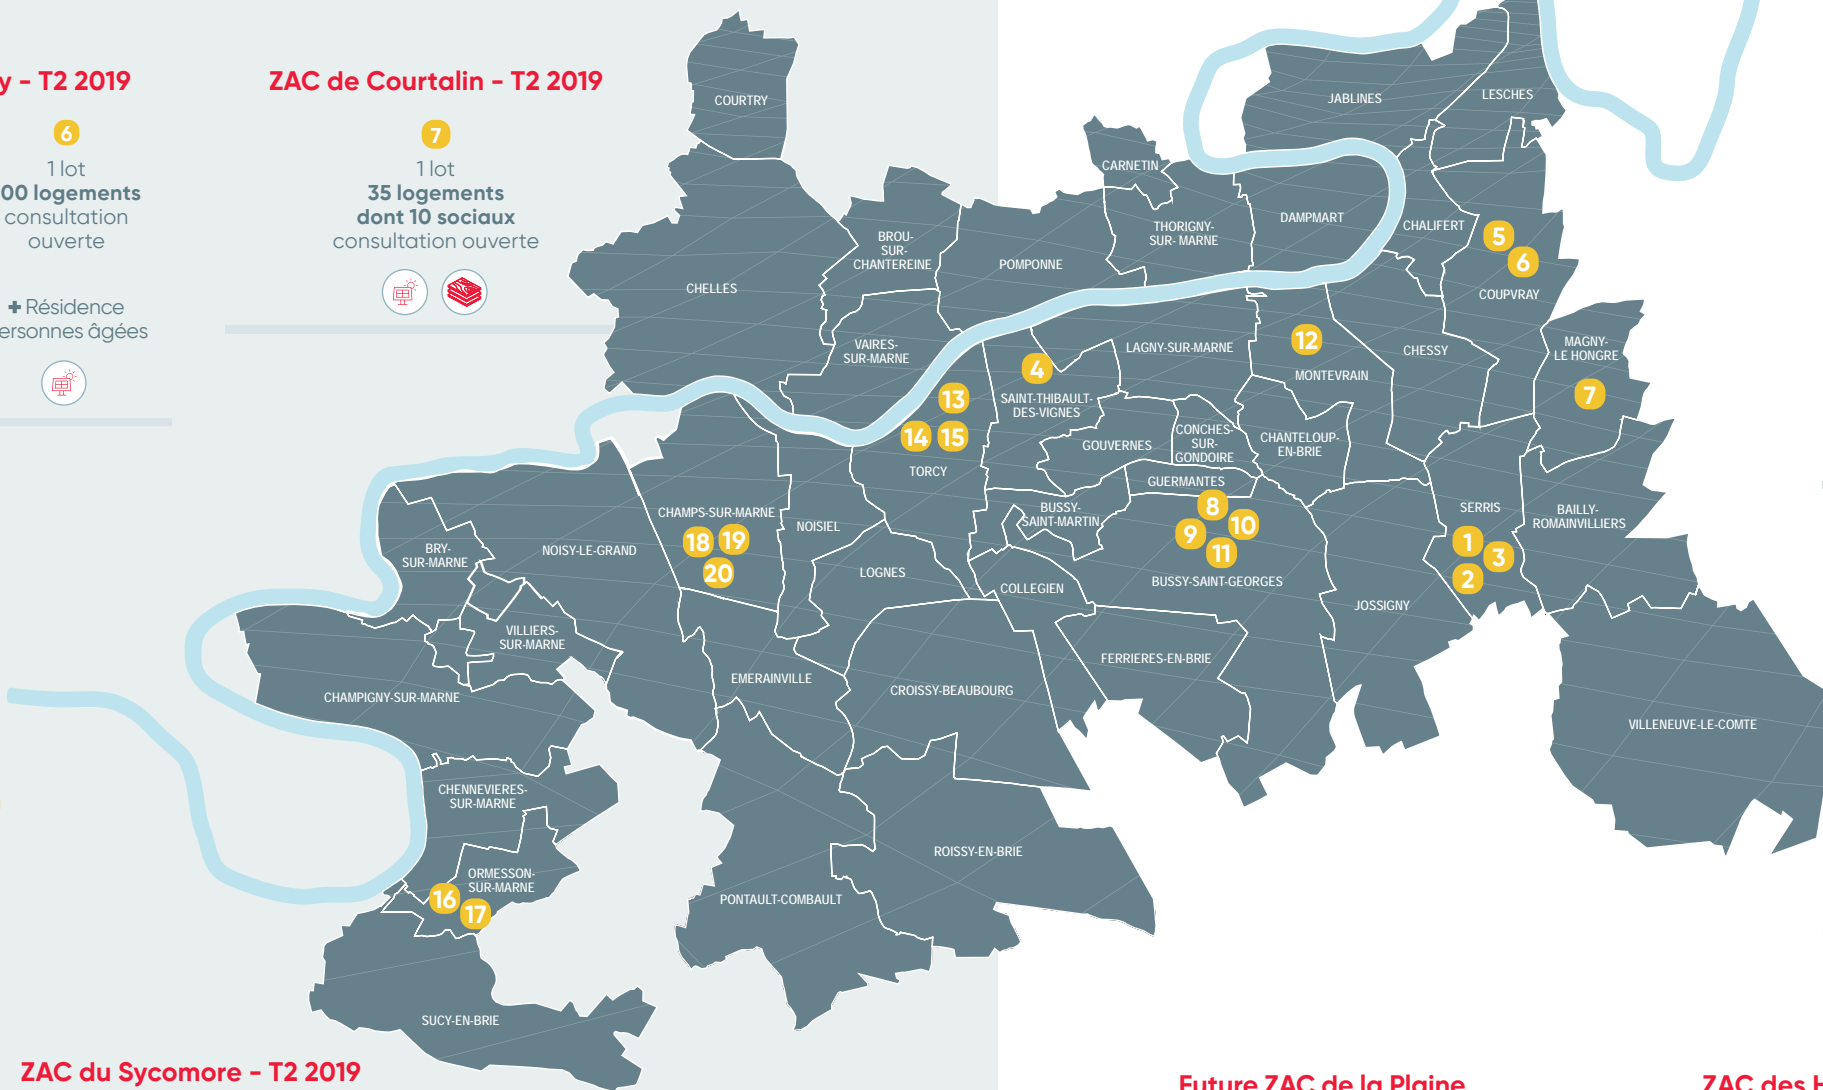 y - T2 2019
6
1 lot
00 logements
consultation
ouverte
+ Résidence
ersonnes âgées
ZAC de Courtalin - T2 2019
7
1 lot
35 logements
dont 10 sociaux
consultation ouverte
COURTRY
CHELLES
BROU-
SUR-
CHANTEREINE
VAIRES-
SUR-MARNE
POMPONNE
CARNETIN
THORIGNY-
SUR- MARNE
DAMPMART
JABLINES
LESCHES
CHALIFERT
5
6
COUPVRAY
MAGNY-
LE HONGRE
7
CHESSY
12
MONTEVRAIN
LAGNY-SUR-MARNE
4
SAINT-THIBAULT-
DES-VIGNES
13
14
15
TORCY
GOUVERNES
CONCHES-
SUR-
GONDOIRE
CHANTELOUP-
EN-BRIE
GUERMANTES
8
9
10
11
BUSSY-SAINT-GEORGES
BUSSY-
SAINT-MARTIN
COLLEGIEN
SERRIS
1
3
2
BAILLY-
ROMAINVILLIERS
JOSSIGNY
FERRIERES-EN-BRIE
VILLENEUVE-LE-COMTE
CHAMPS-SUR-MARNE
18
19
20
NOISIEL
LOGNES
NOISY-LE-GRAND
BRY-
SUR-MARNE
VILLIERS-
SUR-MARNE
EMERAINVILLE
CROISSY-BEAUBOURG
CHAMPIGNY-SUR-MARNE
CHENNEVIERES-
SUR-MARNE
ORMESSON-
SUR-MARNE
16
17
ROISSY-EN-BRIE
PONTAULT-COMBAULT
SUCY-EN-BRIE
ZAC du Sycomore - T2 2019
Future ZAC de la Plaine
ZAC des H